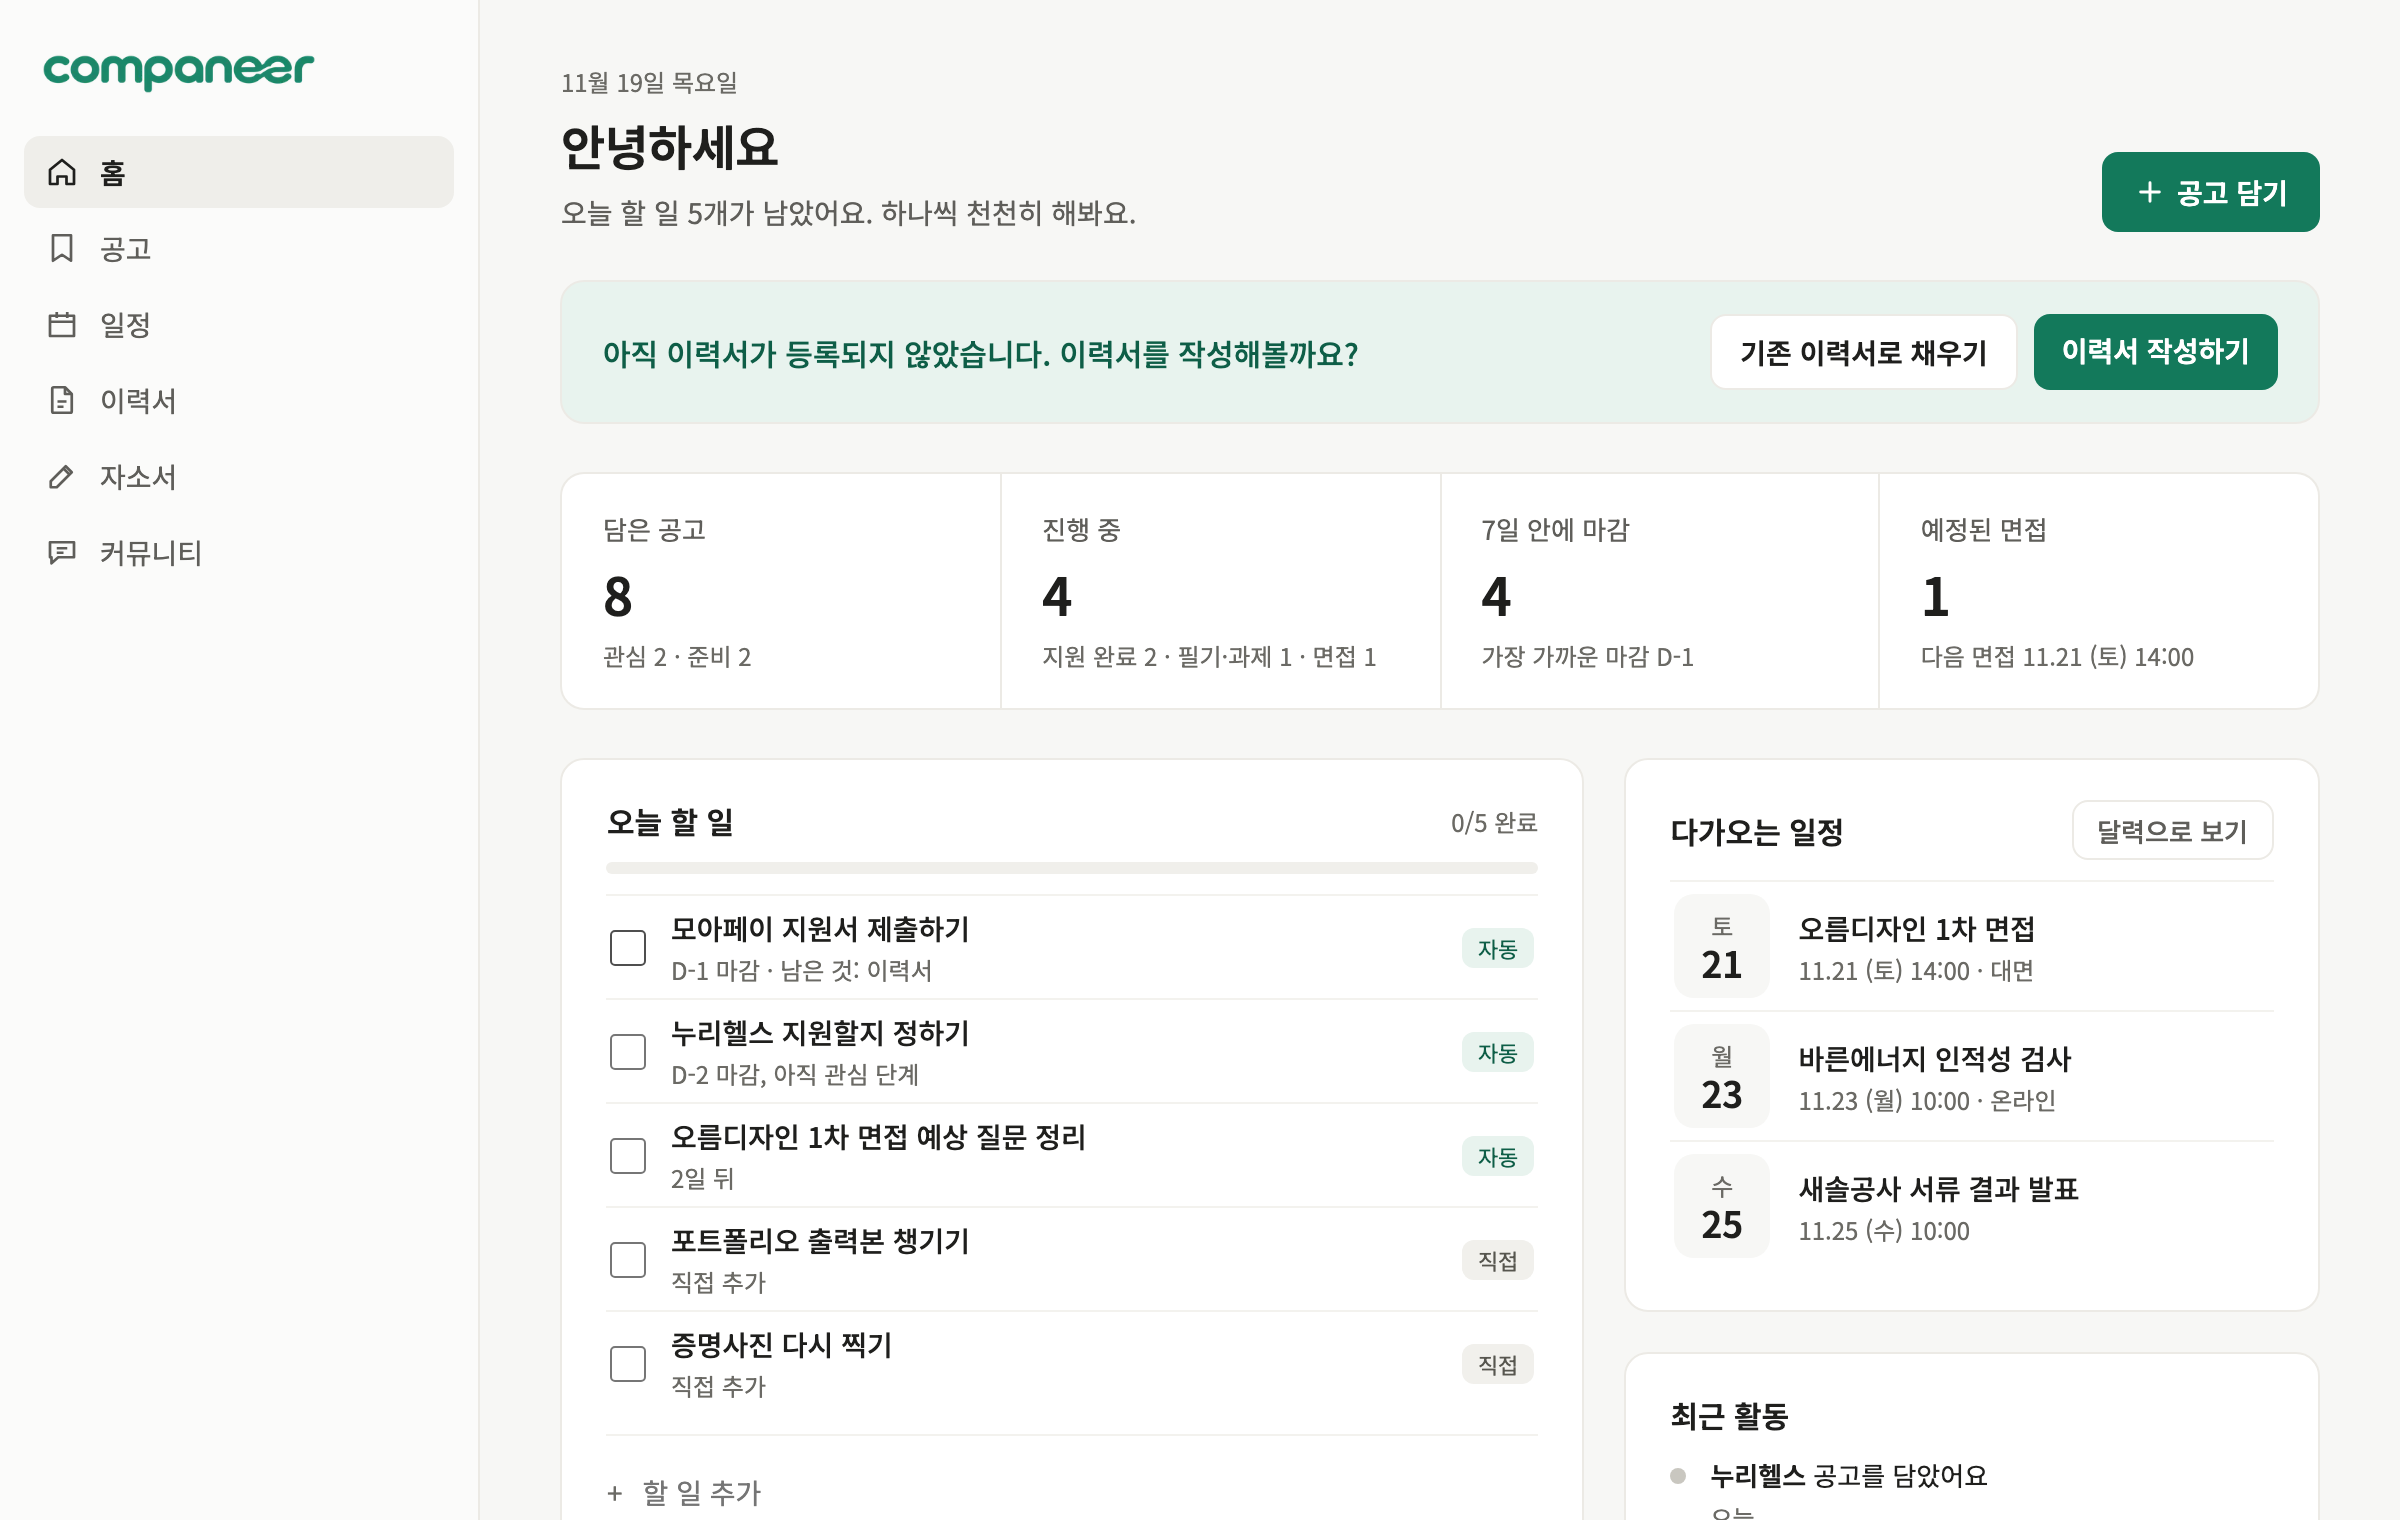 companeer
홈
공고
일정
이력서
자소서
커뮤니티
11월 19일 목요일
안녕하세요
오늘 할 일 5개가 남았어요. 하나씩 천천히 해봐요.
+ 공고 담기
아직 이력서가 등록되지 않았습니다. 이력서를 작성해볼까요?
기존 이력서로 채우기
이력서 작성하기
담은 공고
8
관심 2 · 준비 2
진행 중
4
지원 완료 2 · 필기·과제 1 · 면접 1
7일 안에 마감
4
가장 가까운 마감 D-1
예정된 면접
1
다음 면접 11.21 (토) 14:00
오늘 할 일
0/5 완료
모아페이 지원서 제출하기
D-1 마감 · 남은 것: 이력서
자동
누리헬스 지원할지 정하기
D-2 마감, 아직 관심 단계
자동
오름디자인 1차 면접 예상 질문 정리
2일 뒤
자동
포트폴리오 출력본 챙기기
직접 추가
직접
증명사진 다시 찍기
직접 추가
직접
+ 할 일 추가
다가오는 일정
달력으로 보기
토
21
오름디자인 1차 면접
11.21 (토) 14:00 · 대면
월
23
바른에너지 인적성 검사
11.23 (월) 10:00 · 온라인
수
25
새솔공사 서류 결과 발표
11.25 (수) 10:00
최근 활동
누리헬스 공고를 담았어요